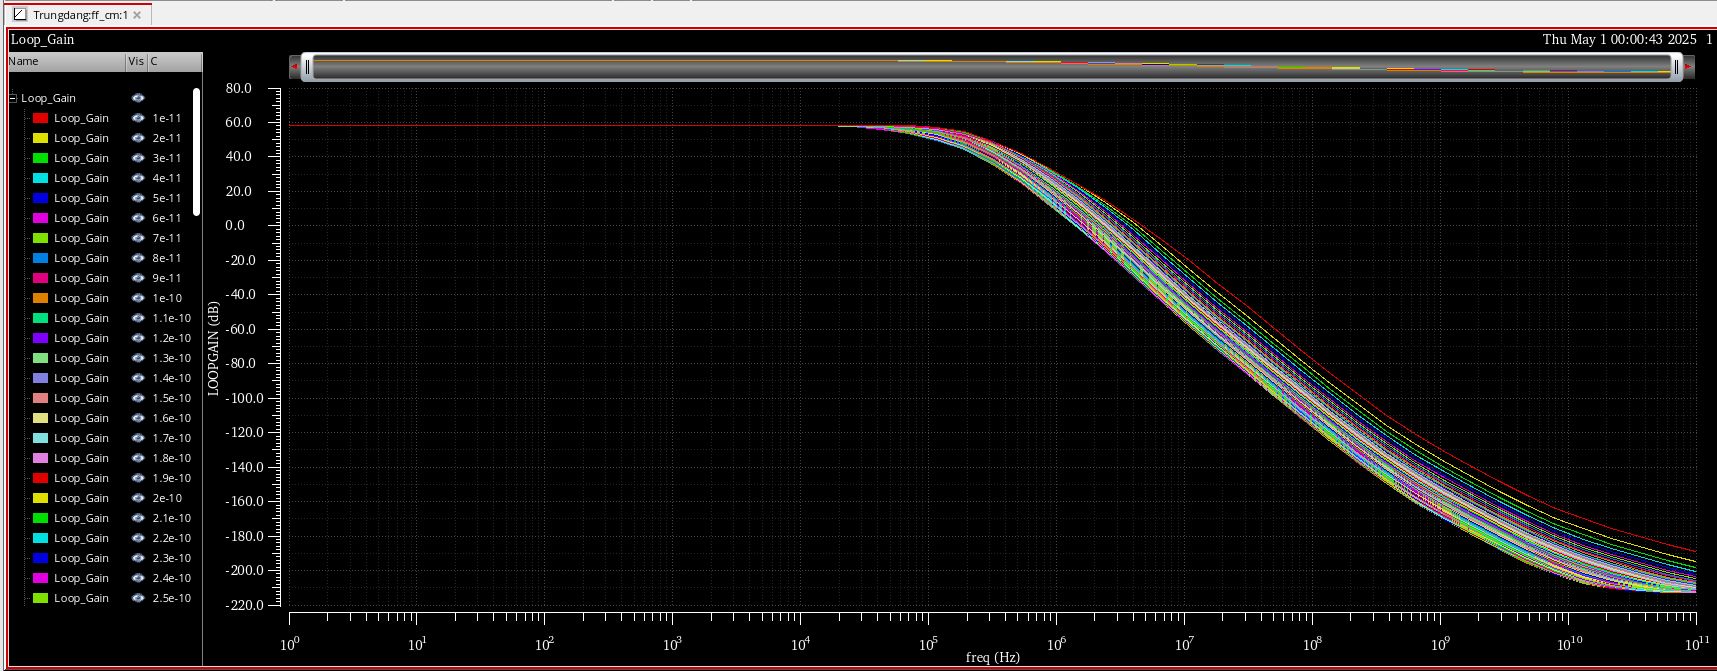 Trungdang:ff_cm:1
Loop_Gain
Thu May 1 00:00:43 2025 1
Name Vis C
Loop_Gain
Loop_Gain 1e-11
Loop_Gain 2e-11
Loop_Gain 3e-11
Loop_Gain 4e-11
Loop_Gain 5e-11
Loop_Gain 6e-11
Loop_Gain 7e-11
Loop_Gain 8e-11
Loop_Gain 9e-11
Loop_Gain 1e-10
Loop_Gain 1.1e-10
Loop_Gain 1.2e-10
Loop_Gain 1.3e-10
Loop_Gain 1.4e-10
Loop_Gain 1.5e-10
Loop_Gain 1.6e-10
Loop_Gain 1.7e-10
Loop_Gain 1.8e-10
Loop_Gain 1.9e-10
Loop_Gain 2e-10
Loop_Gain 2.1e-10
Loop_Gain 2.2e-10
Loop_Gain 2.3e-10
Loop_Gain 2.4e-10
Loop_Gain 2.5e-10
LOOPGAIN (dB)
80.0
60.0
40.0
20.0
0.0
-20.0
-40.0
-60.0
-80.0
-100.0
-120.0
-140.0
-160.0
-180.0
-200.0
-220.0
10⁰ 10¹ 10² 10³ 10⁴ 10⁵ 10⁶ 10⁷ 10⁸ 10⁹ 10¹⁰ 10¹¹
freq (Hz)